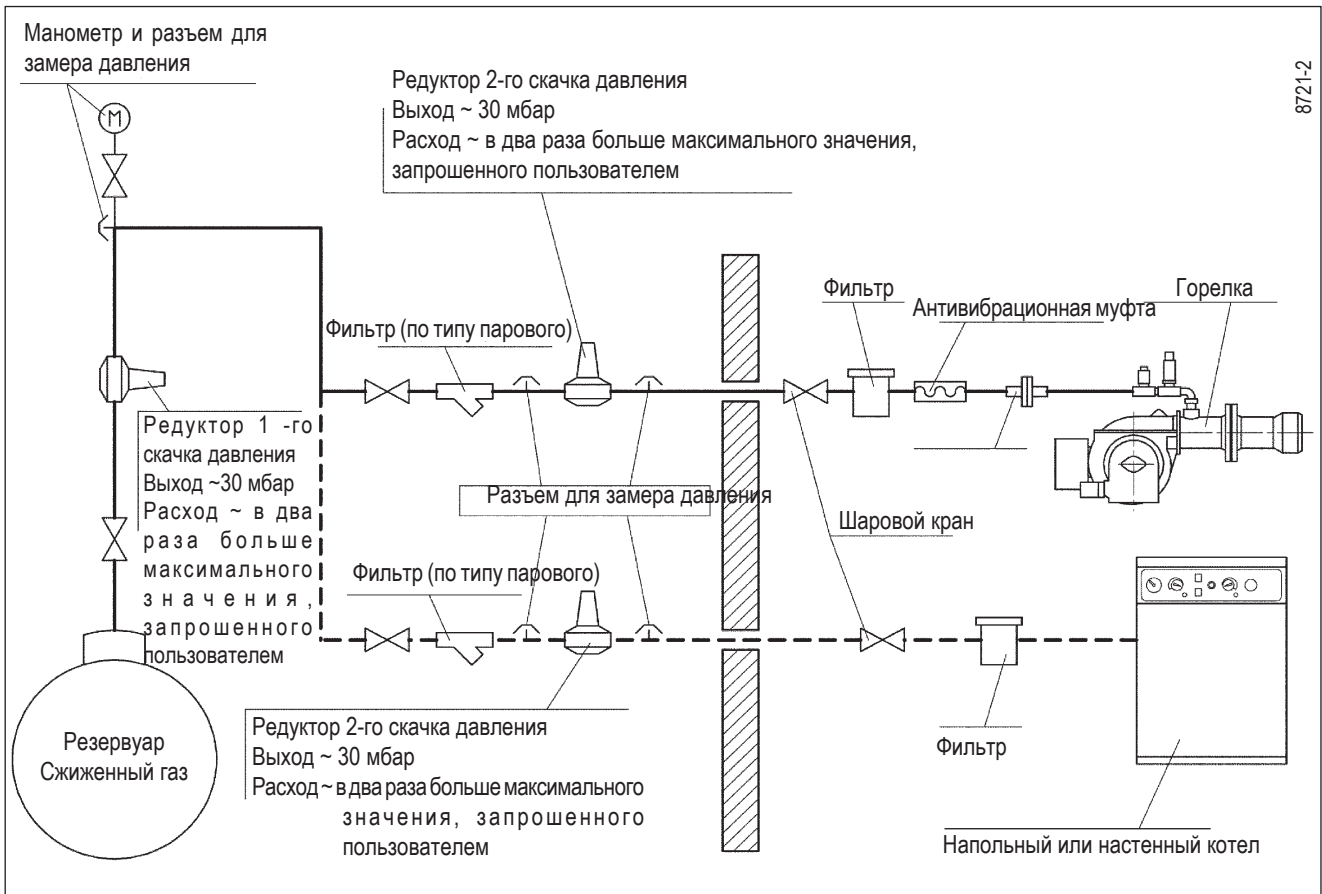 Манометр и разъем для
замера давления
M
Редуктор 2-го скачка давления
Выход ~ 30 мбар
Расход ~ в два раза больше максимального значения,
запрошенного пользователем
8721-2
Фильтр (по типу парового)
Фильтр
Антивибрационная муфта
Горелка
Редуктор 1 -го
скачка давления
Выход ~30 мбар
Расход ~ в два
раза больше
максимального
значения,
запрошенного
пользователем
Разъем для замера давления
Шаровой кран
Фильтр (по типу парового)
Резервуар
Сжиженный газ
Редуктор 2-го скачка давления
Выход ~ 30 мбар
Расход ~ в два раза больше максимального
значения, запрошенного
пользователем
Фильтр
Напольный или настенный котел